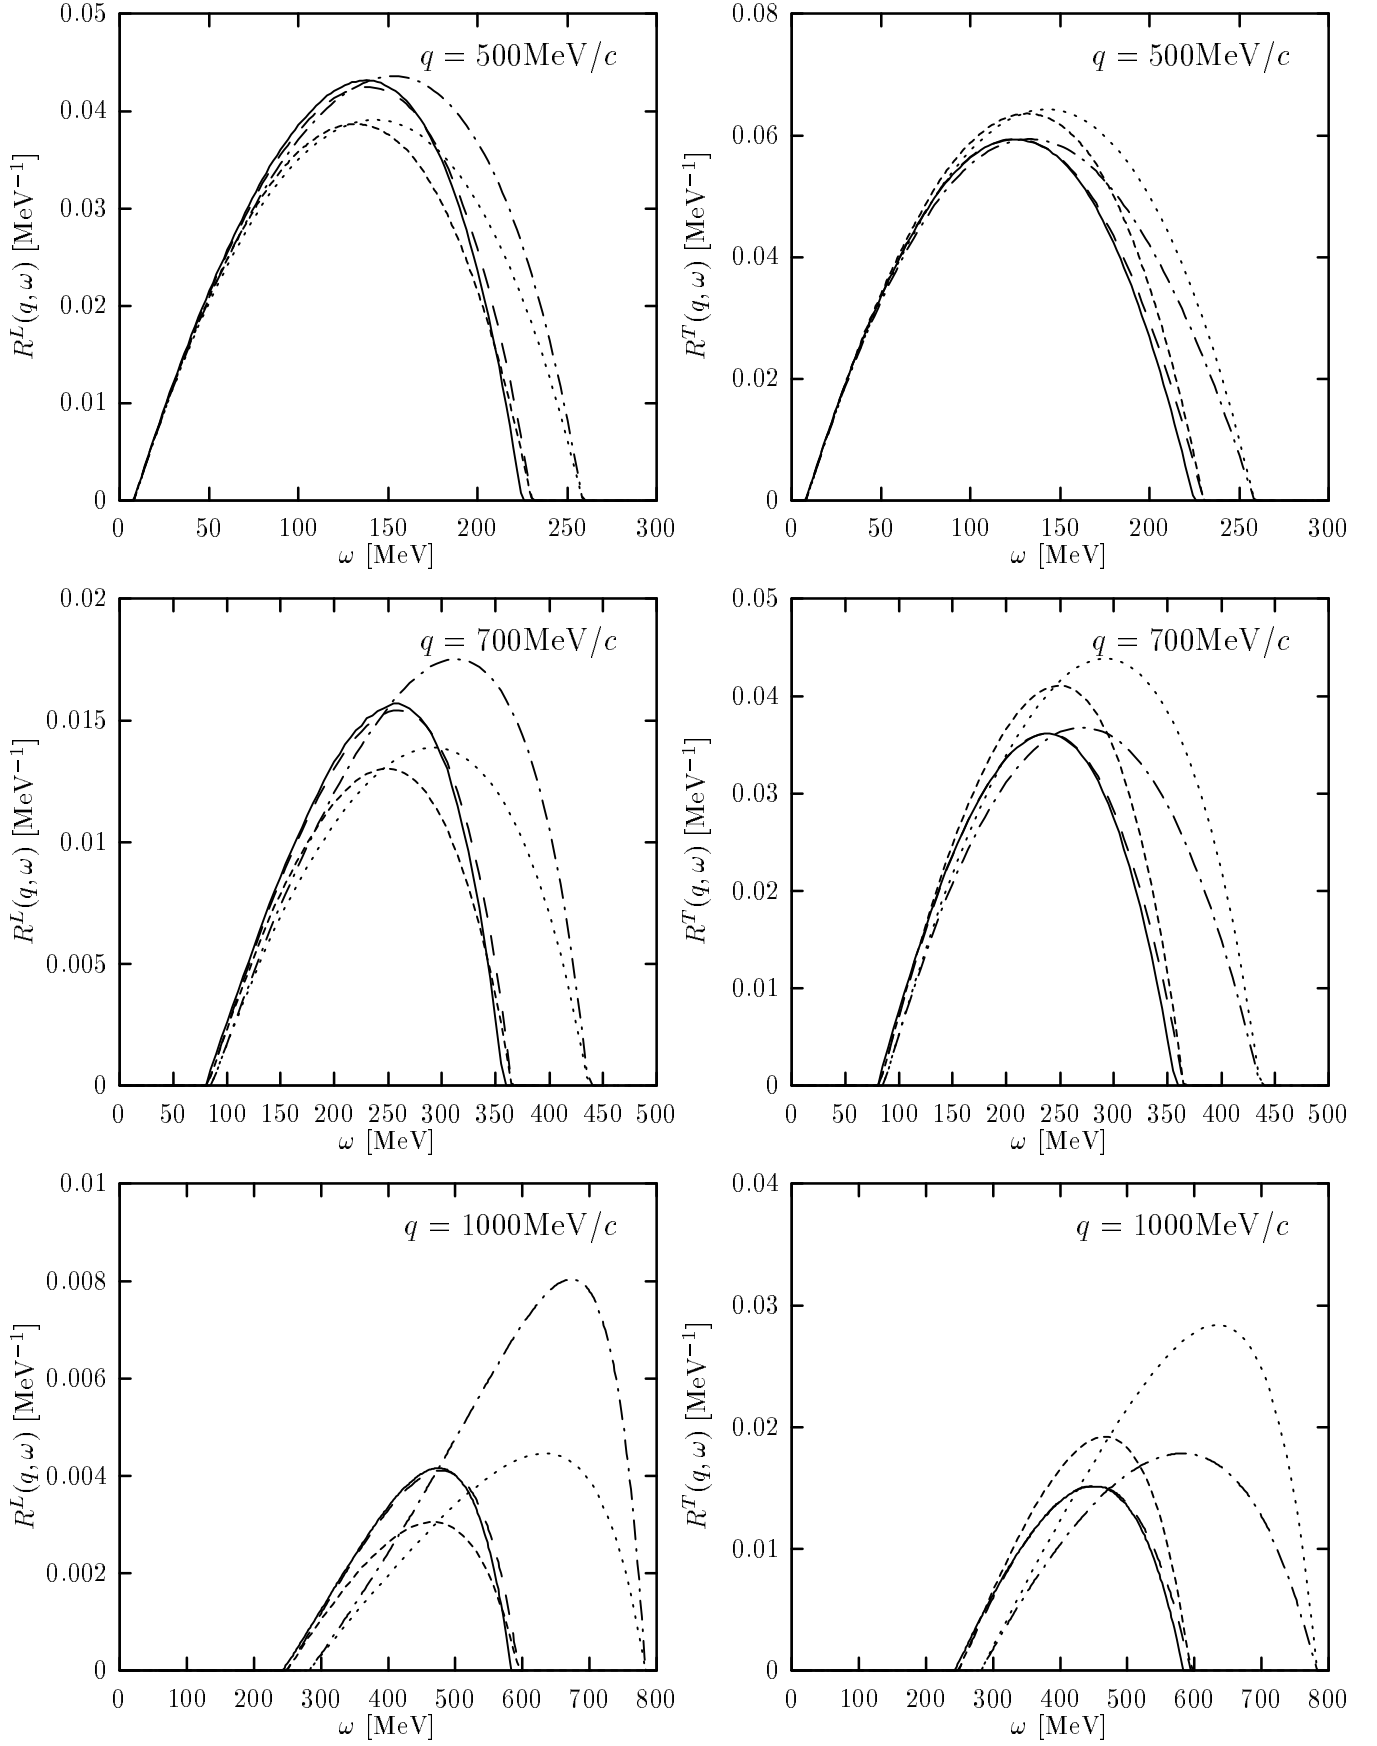 q = 500MeV/c
R^L(q, ω) [MeV⁻¹]
0.05
0.04
0.03
0.02
0.01
0
0 50 100 150 200 250 300
ω [MeV]
q = 500MeV/c
R^T(q, ω) [MeV⁻¹]
0.08
0.06
0.04
0.02
0
0 50 100 150 200 250 300
ω [MeV]
q = 700MeV/c
R^L(q, ω) [MeV⁻¹]
0.02
0.015
0.01
0.005
0
0 50 100 150 200 250 300 350 400 450 500
ω [MeV]
q = 700MeV/c
R^T(q, ω) [MeV⁻¹]
0.05
0.04
0.03
0.02
0.01
0
0 50 100 150 200 250 300 350 400 450 500
ω [MeV]
q = 1000MeV/c
R^L(q, ω) [MeV⁻¹]
0.01
0.008
0.006
0.004
0.002
0
0 100 200 300 400 500 600 700 800
ω [MeV]
q = 1000MeV/c
R^T(q, ω) [MeV⁻¹]
0.04
0.03
0.02
0.01
0
0 100 200 300 400 500 600 700 800
ω [MeV]